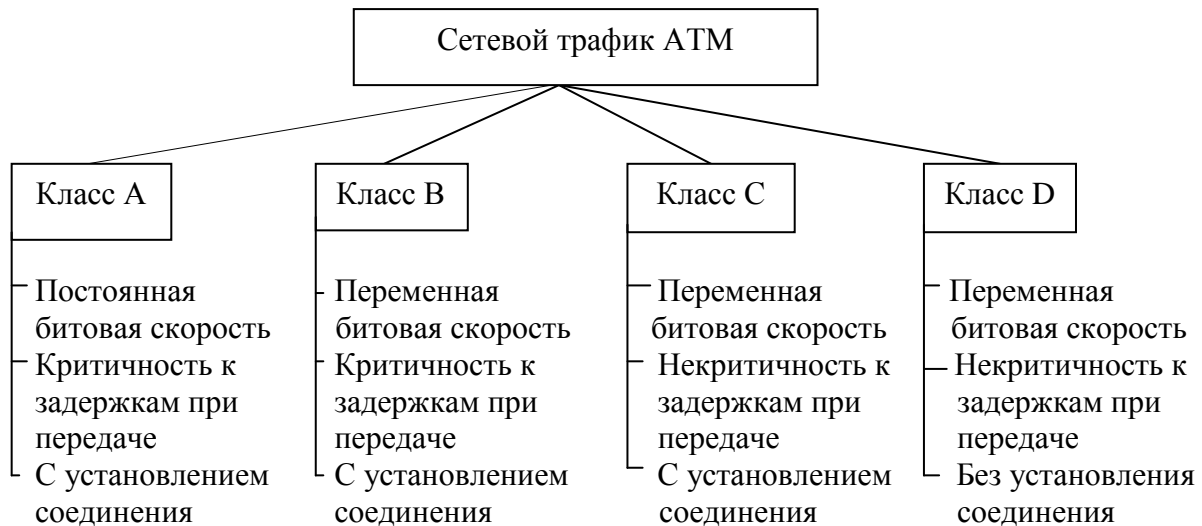 Сетевой трафик АТМ
Класс А
Класс В
Класс С
Класс D
Постоянная
битовая скорость
Критичность к
задержкам при
передаче
С установлением
соединения
Переменная
битовая скорость
Критичность к
задержкам при
передаче
С установлением
соединения
Переменная
битовая скорость
Некритичность к
задержкам при
передаче
С установлением
соединения
Переменная
битовая скорость
Некритичность к
задержкам при
передаче
Без установления
соединения